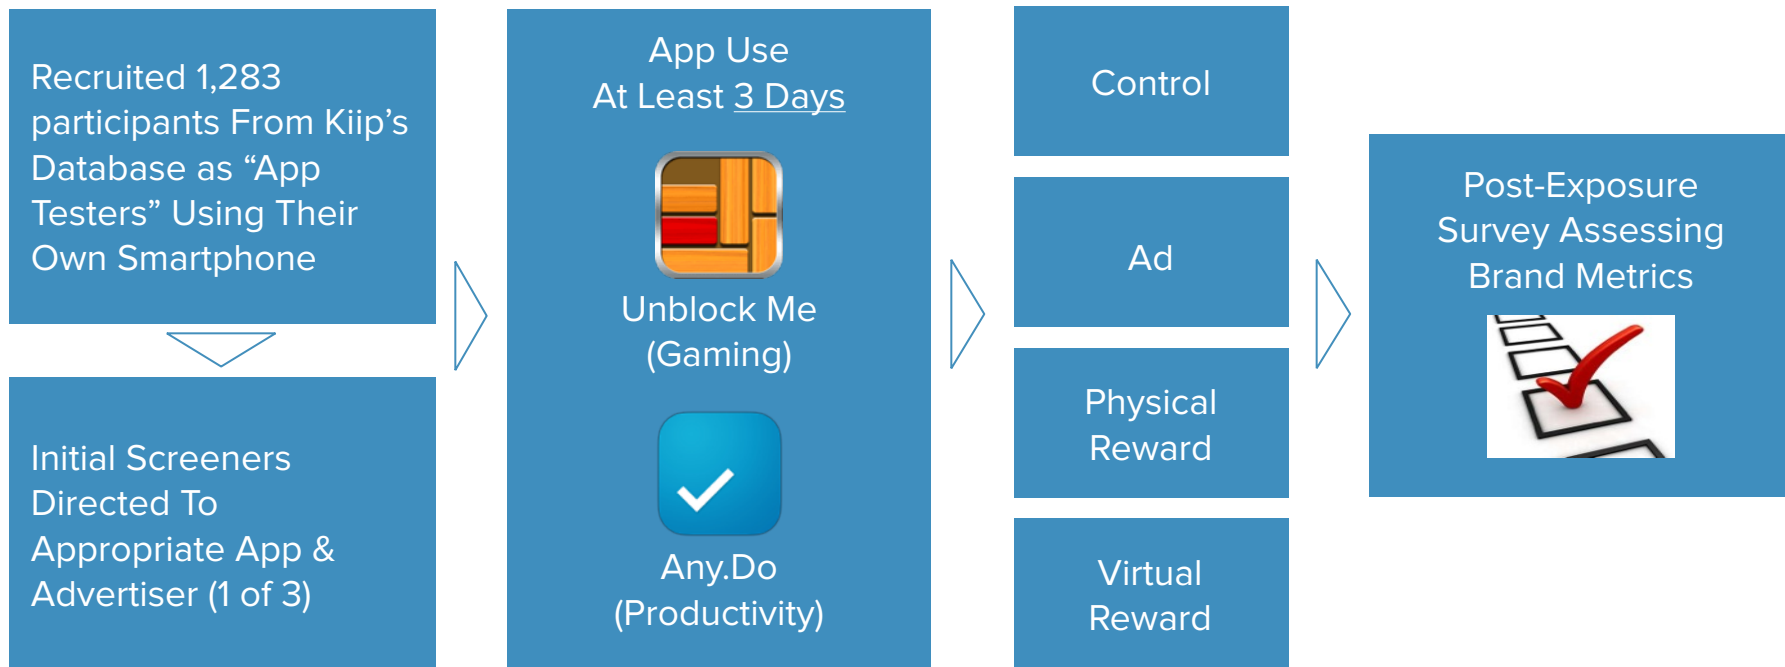 Recruited 1,283
participants From Kiip’s
Database as “App
Testers” Using Their
Own Smartphone
Initial Screeners
Directed To
Appropriate App &
Advertiser (1 of 3)
App Use
At Least 3 Days
Unblock Me
(Gaming)
Any.Do
(Productivity)
Control
Ad
Physical
Reward
Virtual
Reward
Post-Exposure
Survey Assessing
Brand Metrics